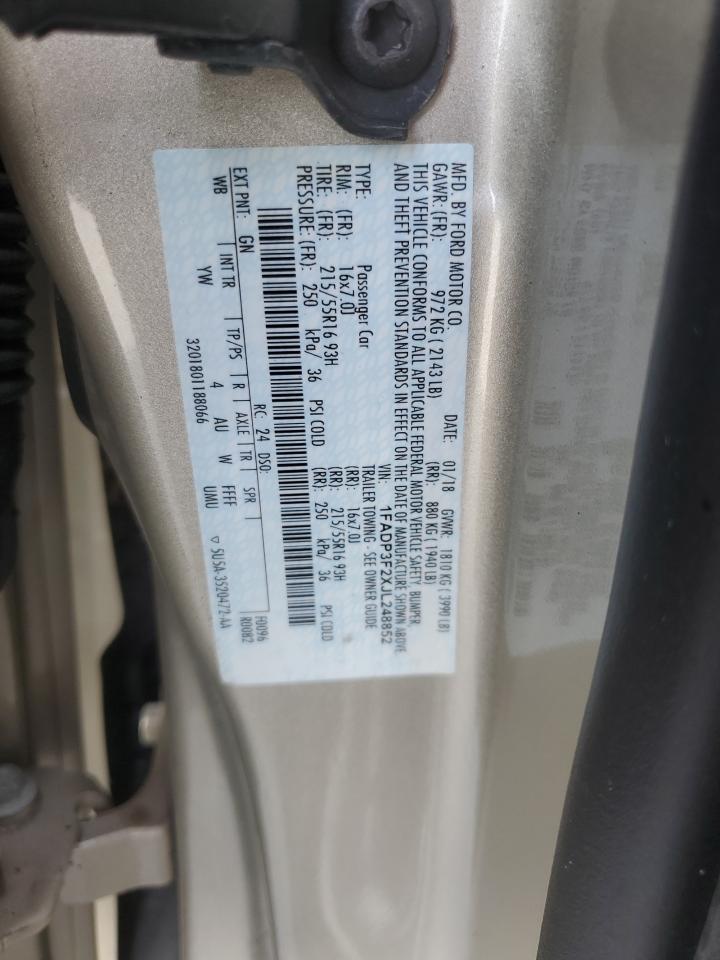 MFD. BY FORD MOTOR CO.
DATE: 01/18 GVWR: 1810 KG ( 3990 LB)
GAWR: (FR): 972 KG ( 2143 LB) (RR): 880 KG ( 1940 LB)
THIS VEHICLE CONFORMS TO ALL APPLICABLE FEDERAL MOTOR VEHICLE SAFETY, BUMPER,
AND THEFT PREVENTION STANDARDS IN EFFECT ON THE DATE OF MANUFACTURE SHOWN ABOVE
VIN: 1FADP3F2XJL248852
TYPE: Passenger Car TRAILER TOWING - SEE OWNER GUIDE
RIM: (FR): 16x7.0J (RR): 16x7.0J
TIRE: (FR): 215/55R16 93H (RR): 215/55R16 93H
PRESSURE: (FR): 250 kPa/ 36 PSI COLD (RR): 250 kPa/ 36 PSI COLD
RC: 24 DSO: F0096
EXT PNT: GN R0082
WB | INT TR | TP/PS | R | AXLE | TR | SPR |
YW 4 AU W FFFF
3201801188066 UMU ▽ 5U5A-3520472-AA